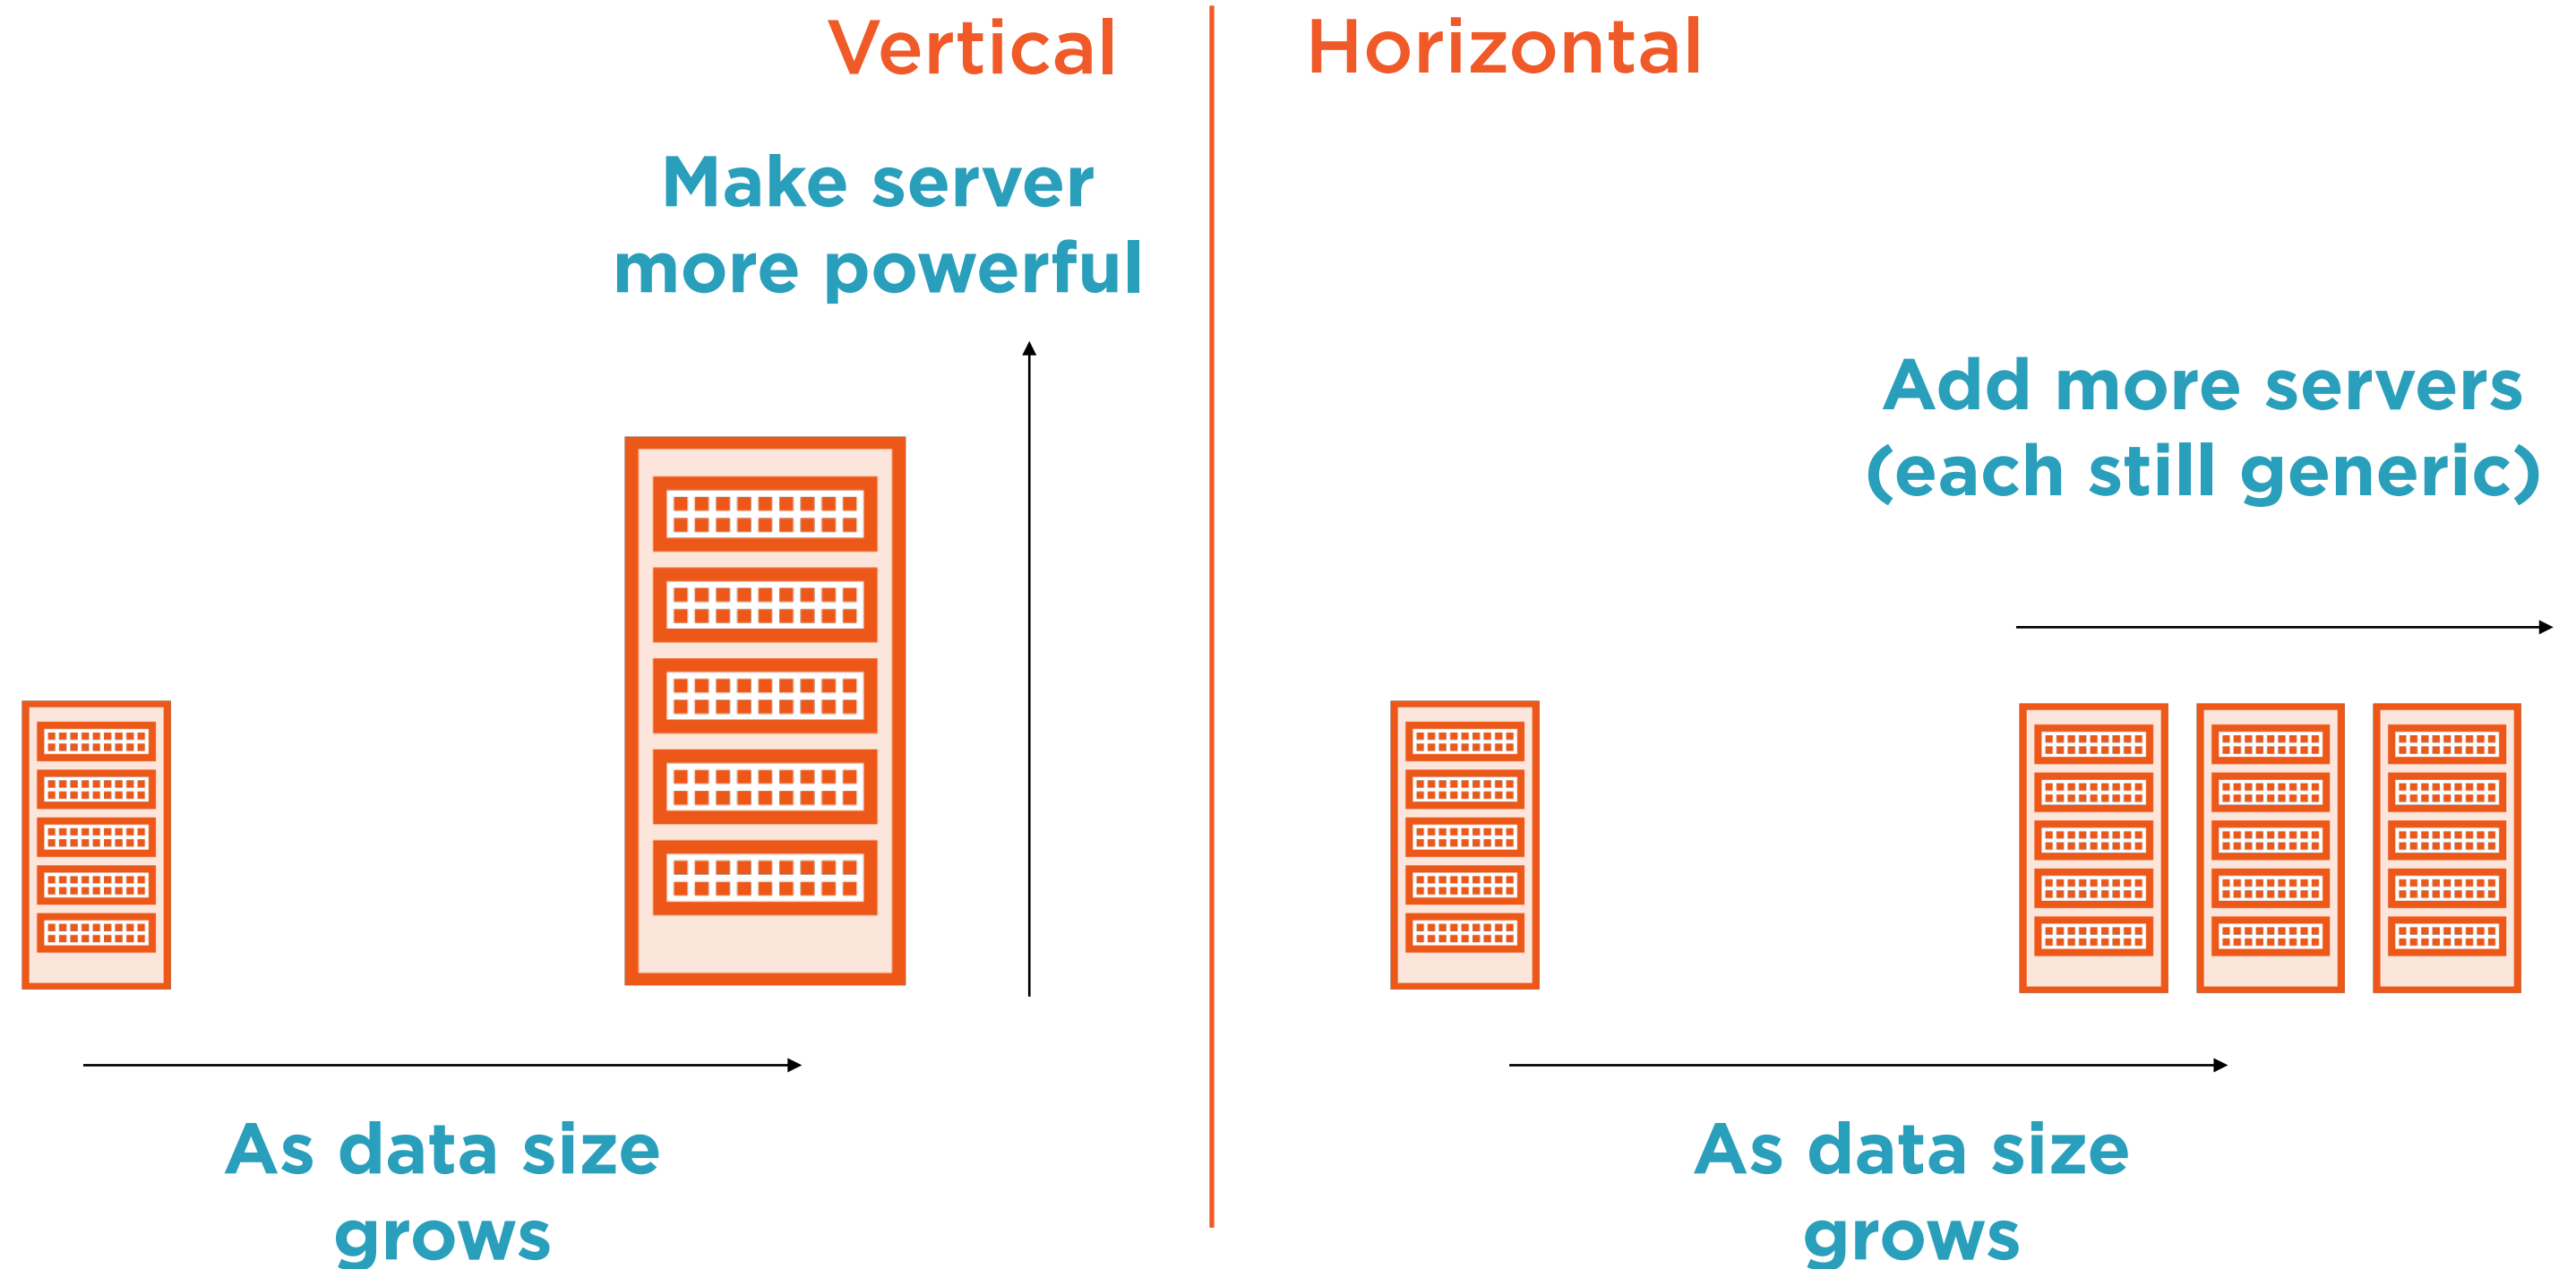 Vertical
Make server
more powerful
As data size
grows
Horizontal
Add more servers
(each still generic)
As data size
grows